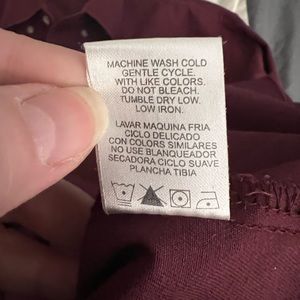 MACHINE WASH COLD
GENTLE CYCLE.
WITH LIKE COLORS.
DO NOT BLEACH.
TUMBLE DRY LOW.
LOW IRON.
LAVAR MAQUINA FRIA
CICLO DELICADO
CON COLORS SIMILARES
NO USE BLANQUEADOR
SECADORA CICLO SUAVE
PLANCHA TIBIA